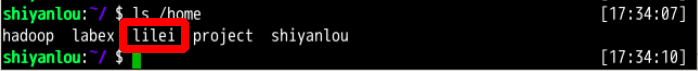 shiyanlou:~/ $ ls /home [17:34:07]
hadoop labex lilei project shiyanlou
shiyanlou:~/ $ [17:34:10]